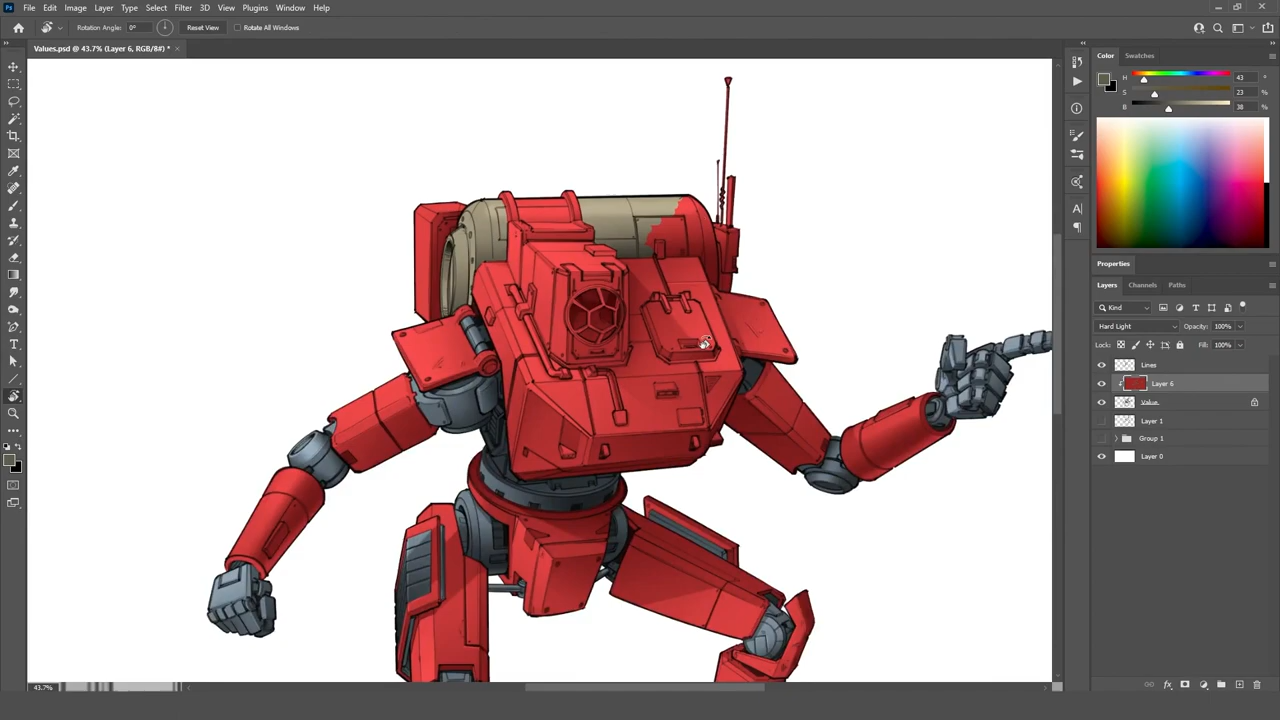 Ps File Edit Image Layer Type Select Filter 3D View Plugins Window Help
Rotation Angle: 0° Reset View Rotate All Windows
Values.psd @ 43.7% (Layer 6, RGB/8#) *
Color Swatches
H 43 °
S 23 %
B 38 %
Properties
Layers Channels Paths
Kind
Hard Light Opacity: 100%
Lock: Fill: 100%
Lines
Layer 6
Value
Layer 1
Group 1
Layer 0
43.7%